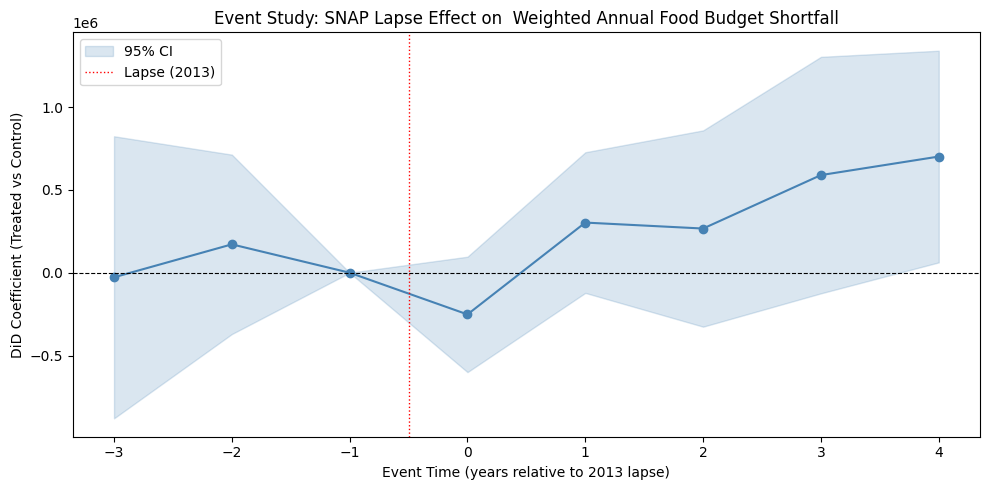 Event Study: SNAP Lapse Effect on  Weighted Annual Food Budget Shortfall
1e6
95% CI
Lapse (2013)
DiD Coefficient (Treated vs Control)
1.0
0.5
0.0
−0.5
−3 −2 −1 0 1 2 3 4
Event Time (years relative to 2013 lapse)